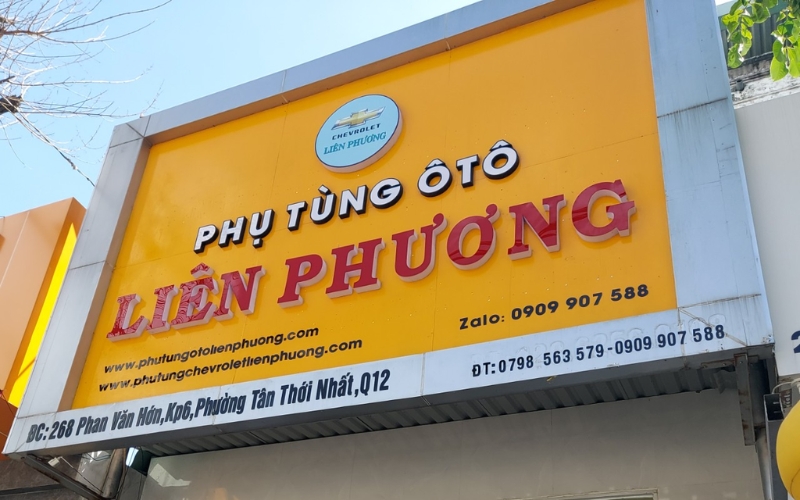 CHEVROLET
LIÊN PHƯƠNG
PHỤ TÙNG ÔTÔ
LIÊN PHƯƠNG
www.phutungotolienphuong.com
www.phutungchevroletlienphuong.com
Zalo: 0909 907 588
ĐC: 268 Phan Văn Hớn,Kp6,Phường Tân Thới Nhất,Q12
ĐT: 0798 563 579-0909 907 588